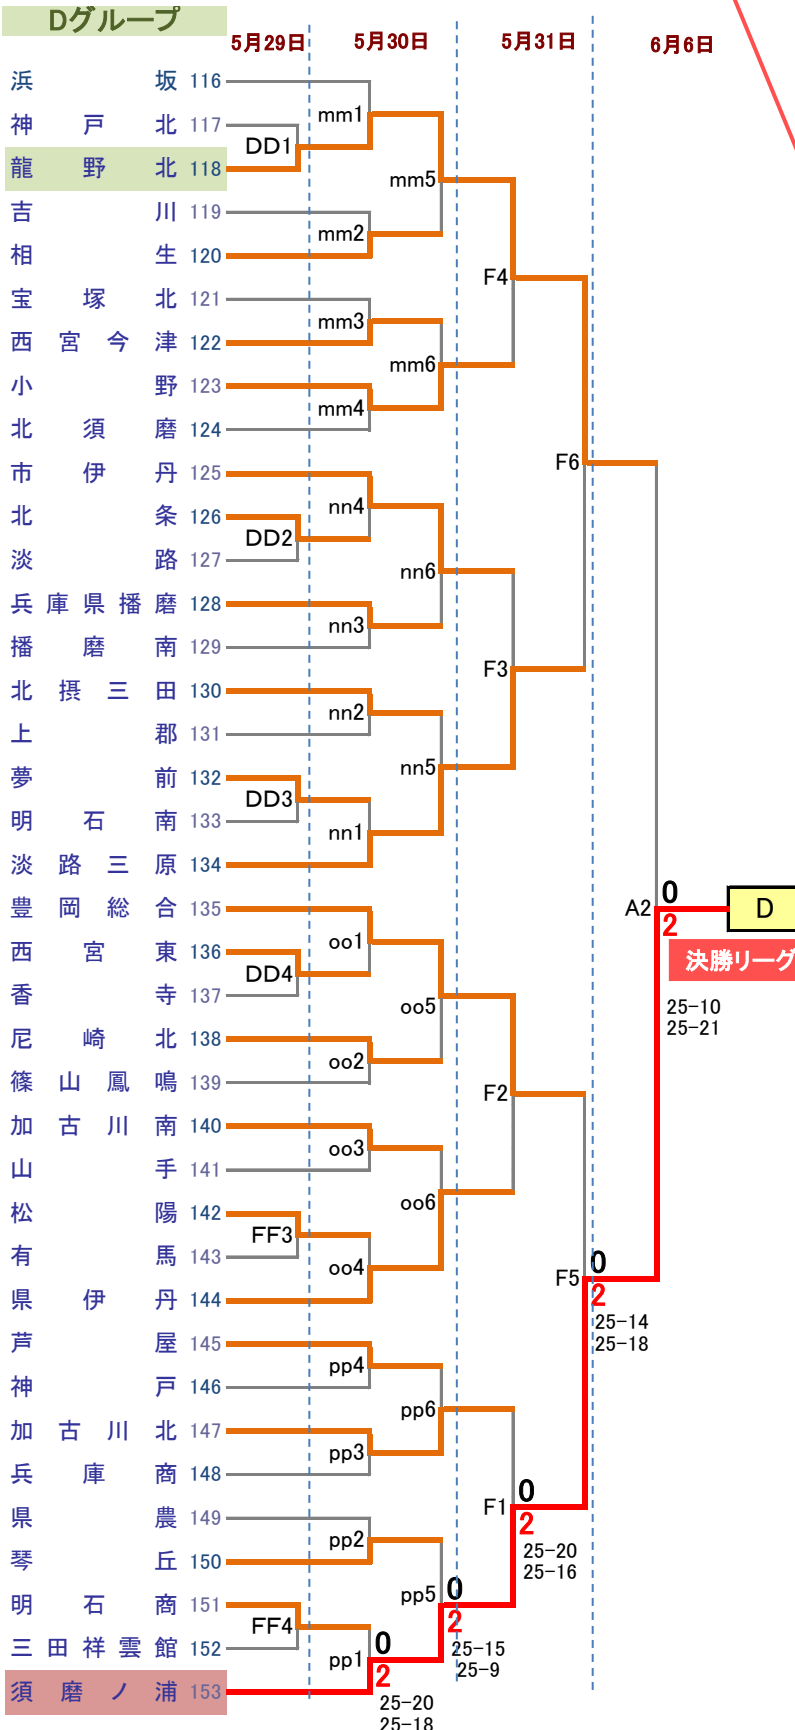 Dグループ
5月29日 5月30日 5月31日 6月6日
浜坂 116
mm1
神戸北 117
DD1
龍野北 118
mm5
吉川 119
mm2
相生 120
F4
宝塚北 121
mm3
西宮今津 122
mm6
小野 123
mm4
北須磨 124
F6
市伊丹 125
nn4
北条 126
DD2
淡路 127
nn6
兵庫県播磨 128
nn3
播磨南 129
F3
北摂三田 130
nn2
上郡 131
nn5
夢前 132
DD3
明石南 133
nn1
淡路三原 134
0
A2
D
2
豊岡総合 135
oo1
西宮東 136
決勝リーグ
DD4
香寺 137
oo5
25-10
25-21
尼崎北 138
oo2
篠山鳳鳴 139
F2
加古川南 140
oo3
山手 141
oo6
松陽 142
FF3
有馬 143
oo4
0
F5
2
県伊丹 144
25-14
25-18
芦屋 145
pp4
神戸 146
pp6
加古川北 147
pp3
兵庫商 148
0
F1
2
県農 149
pp2
25-20
25-16
琴丘 150
0
pp5
2
明石商 151
FF4
25-15
25-9
三田祥雲館 152
0
pp1
2
須磨ノ浦 153
25-20
25-18